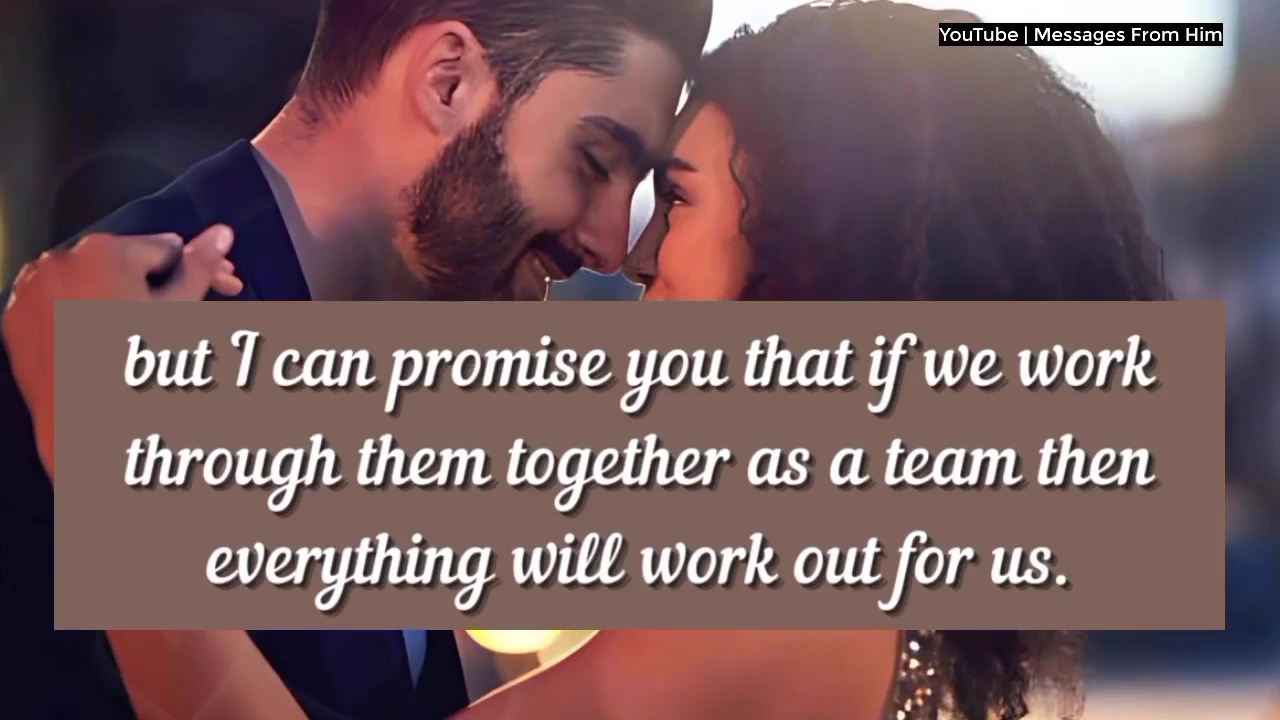 YouTube | Messages From Him
but I can promise you that if we work
through them together as a team then
everything will work out for us.